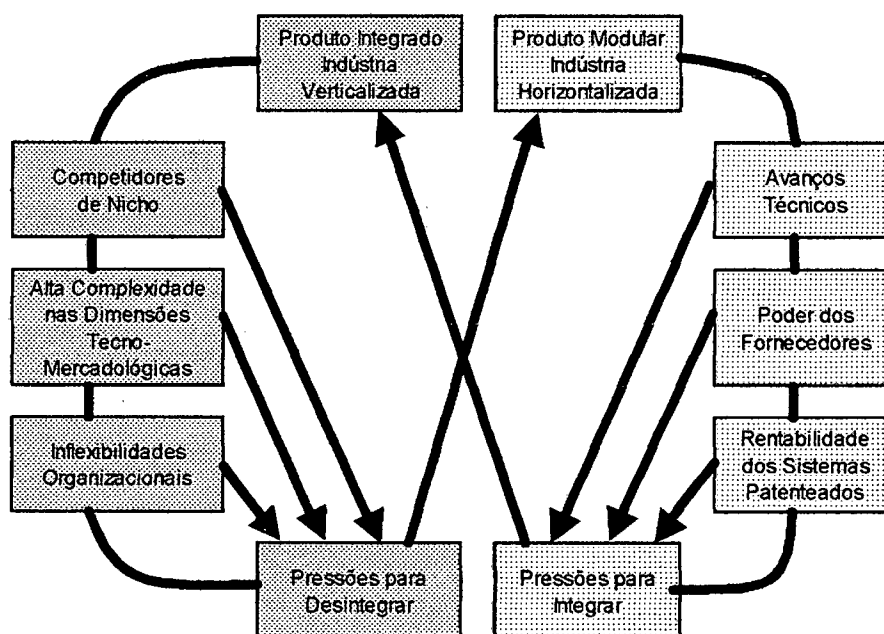 Produto Integrado
Indústria
Verticalizada
Produto Modular
Indústria
Horizontalizada
Competidores
de Nicho
Avanços
Técnicos
Alta Complexidade
nas Dimensões
Tecno-
Mercadológicas
Poder dos
Fornecedores
Inflexibilidades
Organizacionais
Rentabilidade
dos Sistemas
Patenteados
Pressões para
Desintegrar
Pressões para
Integrar